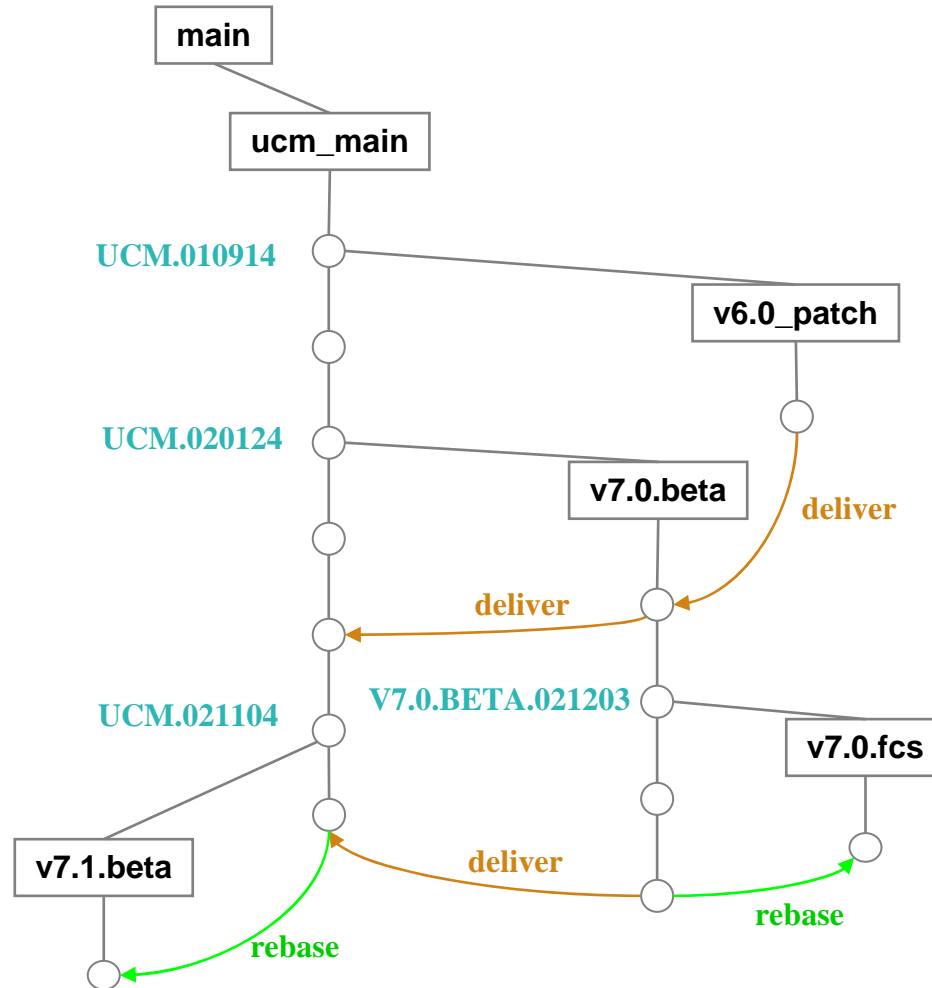 main
ucm_main
UCM.010914
v6.0_patch
UCM.020124
v7.0.beta
deliver
deliver
V7.0.BETA.021203
UCM.021104
v7.0.fcs
v7.1.beta
deliver
rebase
rebase